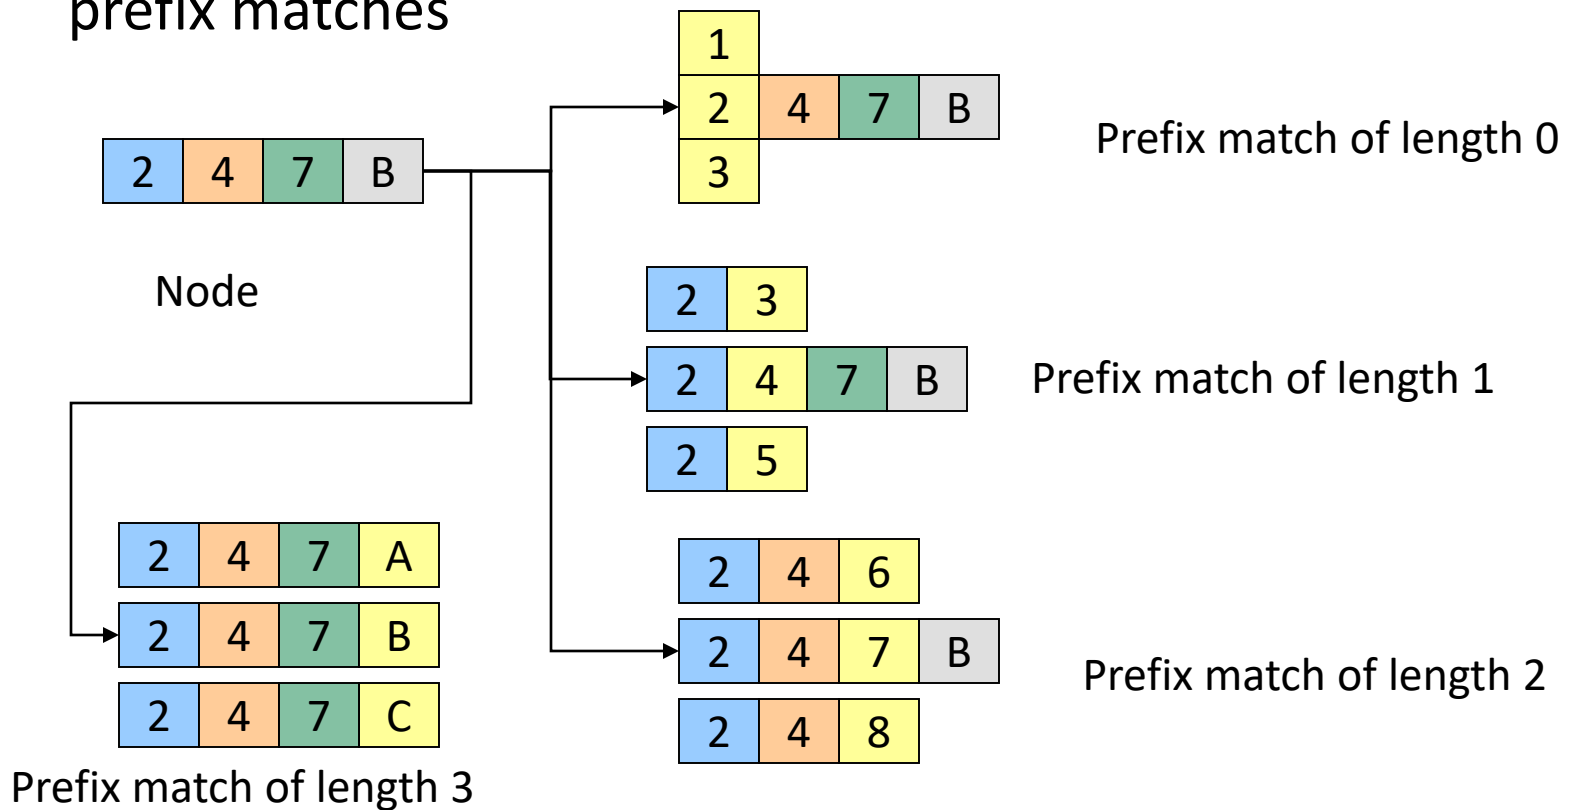 prefix matches
1
2 4 7 B
3
Prefix match of length 0
2 4 7 B
Node
2 3
2 4 7 B
2 5
Prefix match of length 1
2 4 6
2 4 7 B
2 4 8
Prefix match of length 2
2 4 7 A
2 4 7 B
2 4 7 C
Prefix match of length 3